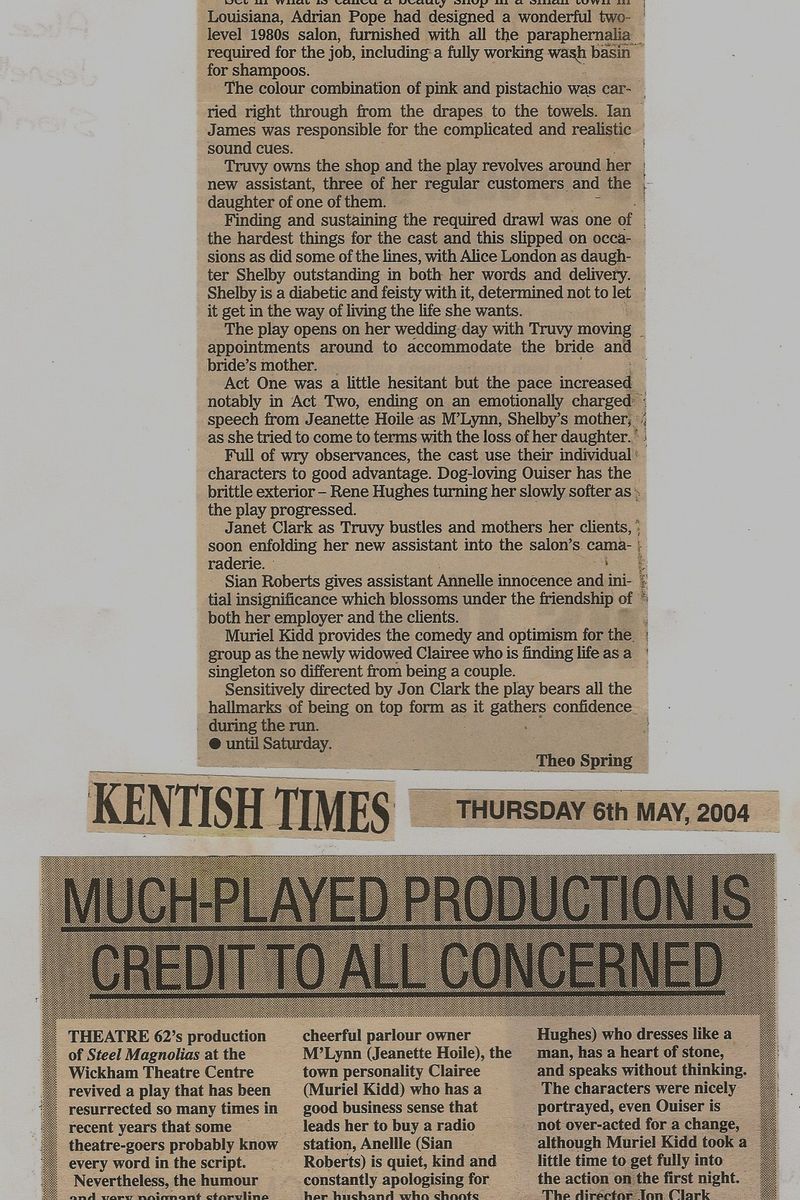 Set in what is called a beauty shop in a small town in
Louisiana, Adrian Pope had designed a wonderful two-
level 1980s salon, furnished with all the paraphernalia
required for the job, including a fully working wash basin
for shampoos.
The colour combination of pink and pistachio was car-
ried right through from the drapes to the towels. Ian
James was responsible for the complicated and realistic
sound cues.
Truvy owns the shop and the play revolves around her
new assistant, three of her regular customers and the
daughter of one of them.
Finding and sustaining the required drawl was one of
the hardest things for the cast and this slipped on occa-
sions as did some of the lines, with Alice London as daugh-
ter Shelby outstanding in both her words and delivery.
Shelby is a diabetic and feisty with it, determined not to let
it get in the way of living the life she wants.
The play opens on her wedding day with Truvy moving
appointments around to accommodate the bride and
bride's mother.
Act One was a little hesitant but the pace increased
notably in Act Two, ending on an emotionally charged
speech from Jeanette Hoile as M'Lynn, Shelby's mother,
as she tried to come to terms with the loss of her daughter.
Full of wry observances, the cast use their individual
characters to good advantage. Dog-loving Ouiser has the
brittle exterior – Rene Hughes turning her slowly softer as
the play progressed.
Janet Clark as Truvy bustles and mothers her clients,
soon enfolding her new assistant into the salon's cama-
raderie.
Sian Roberts gives assistant Annelle innocence and ini-
tial insignificance which blossoms under the friendship of
both her employer and the clients.
Muriel Kidd provides the comedy and optimism for the
group as the newly widowed Clairee who is finding life as a
singleton so different from being a couple.
Sensitively directed by Jon Clark the play bears all the
hallmarks of being on top form as it gathers confidence
during the run.
● until Saturday.
Theo Spring
KENTISH TIMES
THURSDAY 6th MAY, 2004
MUCH-PLAYED PRODUCTION IS
CREDIT TO ALL CONCERNED
THEATRE 62's production
of Steel Magnolias at the
Wickham Theatre Centre
revived a play that has been
resurrected so many times in
recent years that some
theatre-goers probably know
every word in the script.
Nevertheless, the humour
and very poignant storyline
cheerful parlour owner
M'Lynn (Jeanette Hoile), the
town personality Clairee
(Muriel Kidd) who has a
good business sense that
leads her to buy a radio
station, Anellle (Sian
Roberts) is quiet, kind and
constantly apologising for
her husband who shoots
Hughes) who dresses like a
man, has a heart of stone,
and speaks without thinking.
The characters were nicely
portrayed, even Ouiser is
not over-acted for a change,
although Muriel Kidd took a
little time to get fully into
the action on the first night.
The director Jon Clark